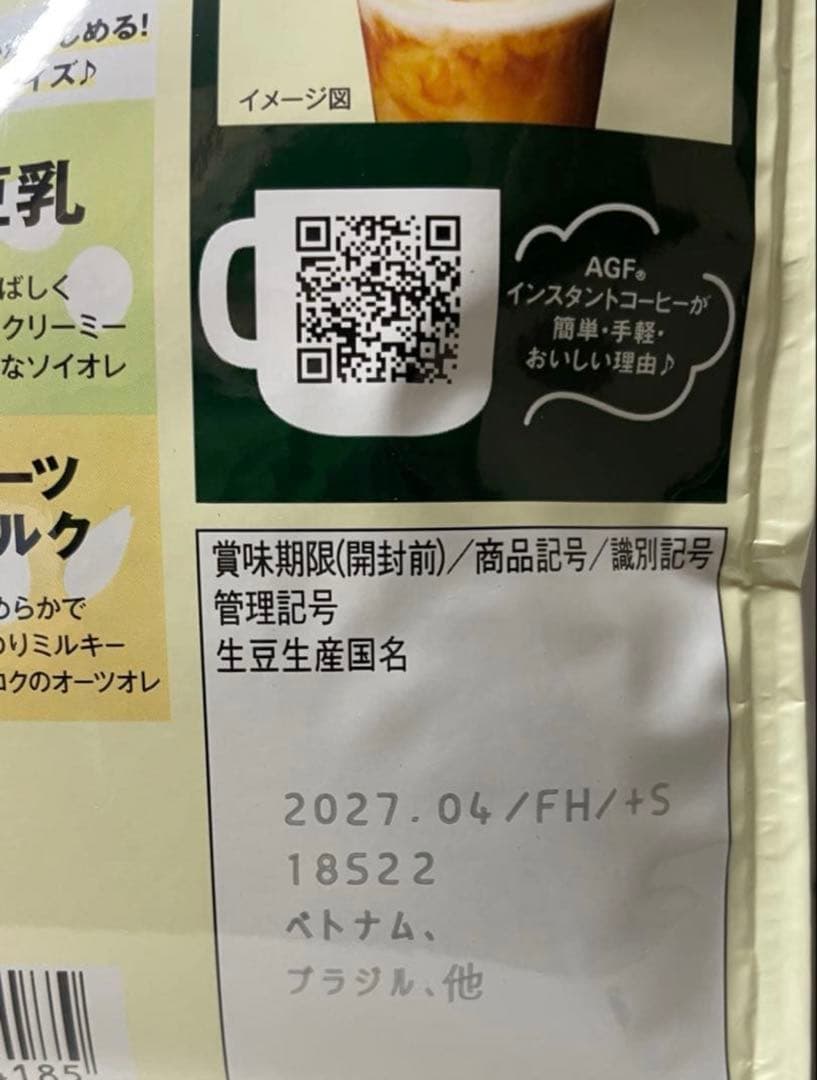 める!
イズ♪
イメージ図
豆乳
ばしく
クリーミー
なソイオレ
AGF®
インスタントコーヒーが
簡単・手軽・
おいしい理由♪
ーツ
ルク
めらかで
のりミルキー
コクのオーツオレ
賞味期限(開封前)/商品記号/識別記号
管理記号
生豆生産国名
2027.04/FH/+S
18522
ベトナム、
ブラジル、他
185